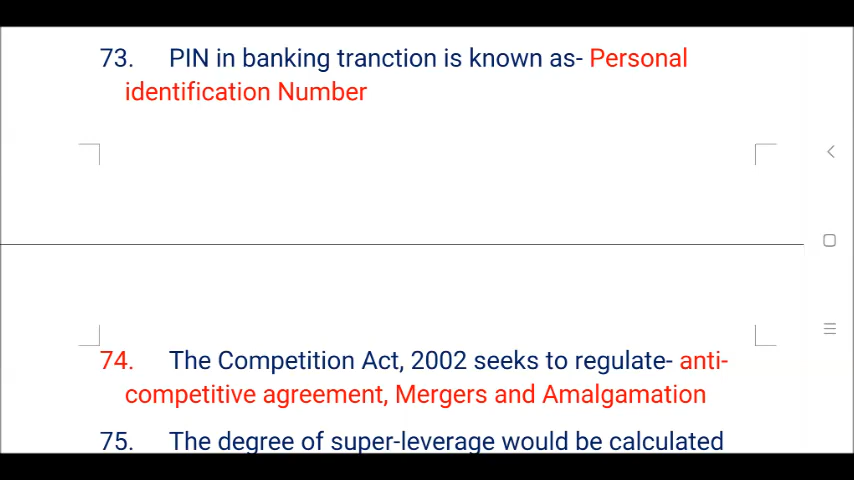 73. PIN in banking tranction is known as- Personal
identification Number
74. The Competition Act, 2002 seeks to regulate- anti-
competitive agreement, Mergers and Amalgamation
75. The degree of super-leverage would be calculated